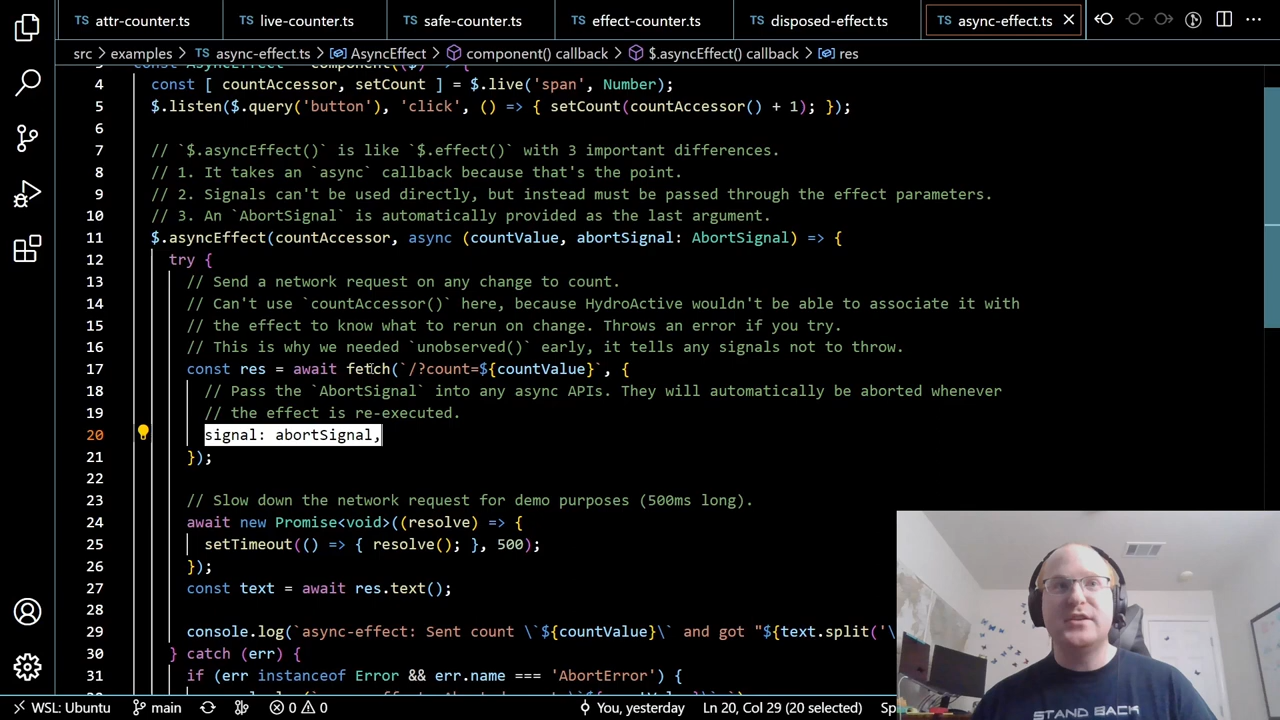 TS attr-counter.ts
TS live-counter.ts
TS safe-counter.ts
TS effect-counter.ts
TS disposed-effect.ts
TS async-effect.ts
src > examples > TS async-effect.ts > AsyncEffect > component() callback > $.asyncEffect() callback > res
4 const [ countAccessor, setCount ] = $.live('span', Number);
5 $.listen($.query('button'), 'click', () => { setCount(countAccessor() + 1); });
6
7 // `$.asyncEffect()` is like `$.effect()` with 3 important differences.
8 // 1. It takes an `async` callback because that's the point.
9 // 2. Signals can't be used directly, but instead must be passed through the effect parameters.
10 // 3. An `AbortSignal` is automatically provided as the last argument.
11 $.asyncEffect(countAccessor, async (countValue, abortSignal: AbortSignal) => {
12 try {
13 // Send a network request on any change to count.
14 // Can't use `countAccessor()` here, because HydroActive wouldn't be able to associate it with
15 // the effect to know what to rerun on change. Throws an error if you try.
16 // This is why we needed `unobserved()` early, it tells any signals not to throw.
17 const res = await fetch(`/?count=${countValue}`, {
18 // Pass the `AbortSignal` into any async APIs. They will automatically be aborted whenever
19 // the effect is re-executed.
20 signal: abortSignal,
21 });
22
23 // Slow down the network request for demo purposes (500ms long).
24 await new Promise<void>((resolve) => {
25 setTimeout(() => { resolve(); }, 500);
26 });
27 const text = await res.text();
28
29 console.log(`async-effect: Sent count \`${countValue}\` and got "${text.split('\
30 } catch (err) {
31 if (err instanceof Error && err.name === 'AbortError') {
STAND BACK
WSL: Ubuntu
main
0 0
You, yesterday
Ln 20, Col 29 (20 selected)